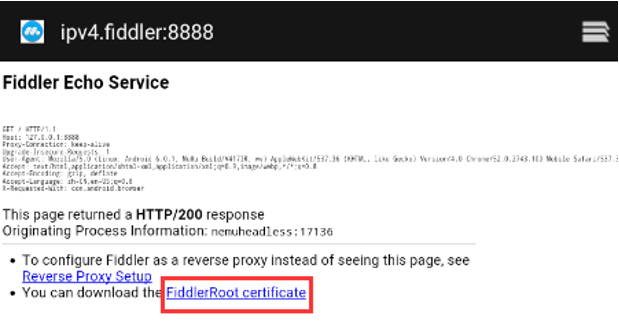 ipv4.fiddler:8888
Fiddler Echo Service
GET / HTTP/1.1
Host: 127.0.0.1:8888
Proxy-Connection: keep-alive
Upgrade-Insecure-Requests: 1
User-Agent: Mozilla/5.0 (Linux; Android 6.0.1; MuMu Build/V417IR; wv) AppleWebKit/537.36 (KHTML, like Gecko) Version/4.0 Chrome/52.0.2743.100 Mobile Safari/537.3
Accept: text/html,application/xhtml+xml,application/xml;q=0.9,image/webp,*/*;q=0.8
Accept-Encoding: gzip, deflate
Accept-Language: zh-CN,en-US;q=0.8
X-Requested-With: com.android.browser
This page returned a HTTP/200 response
Originating Process Information: nemuheadless:17136
• To configure Fiddler as a reverse proxy instead of seeing this page, see
Reverse Proxy Setup
• You can download the FiddlerRoot certificate